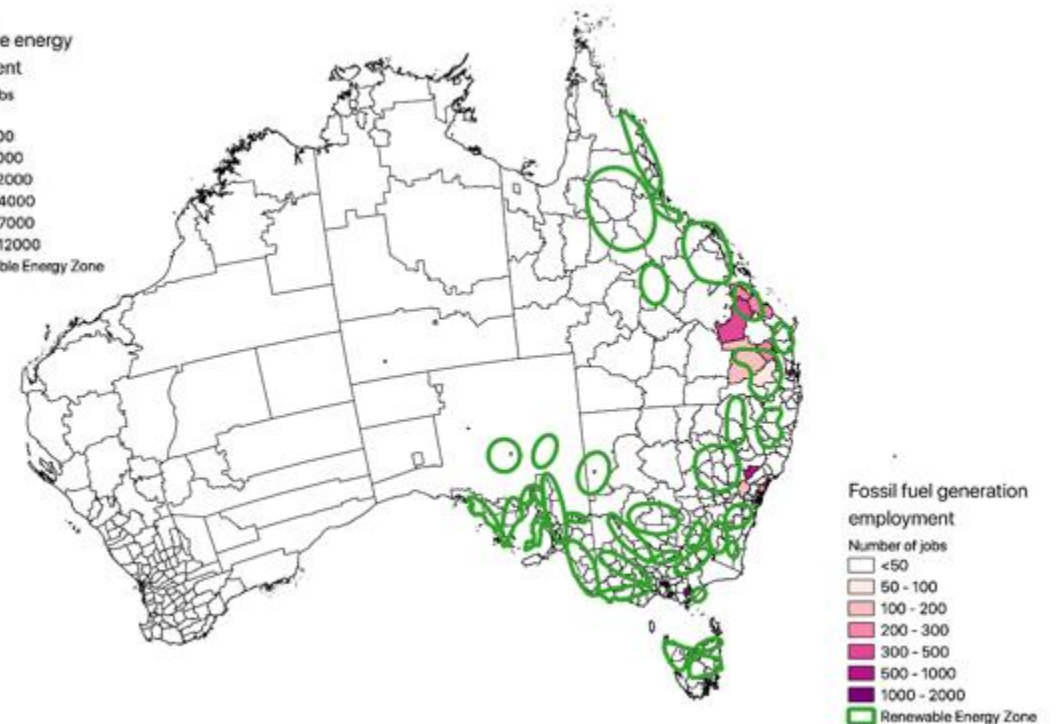 e energy
ent
bs
00
000
2000
4000
7000
12000
ble Energy Zone
Fossil fuel generation
employment
Number of jobs
<50
50 - 100
100 - 200
200 - 300
300 - 500
500 - 1000
1000 - 2000
Renewable Energy Zone